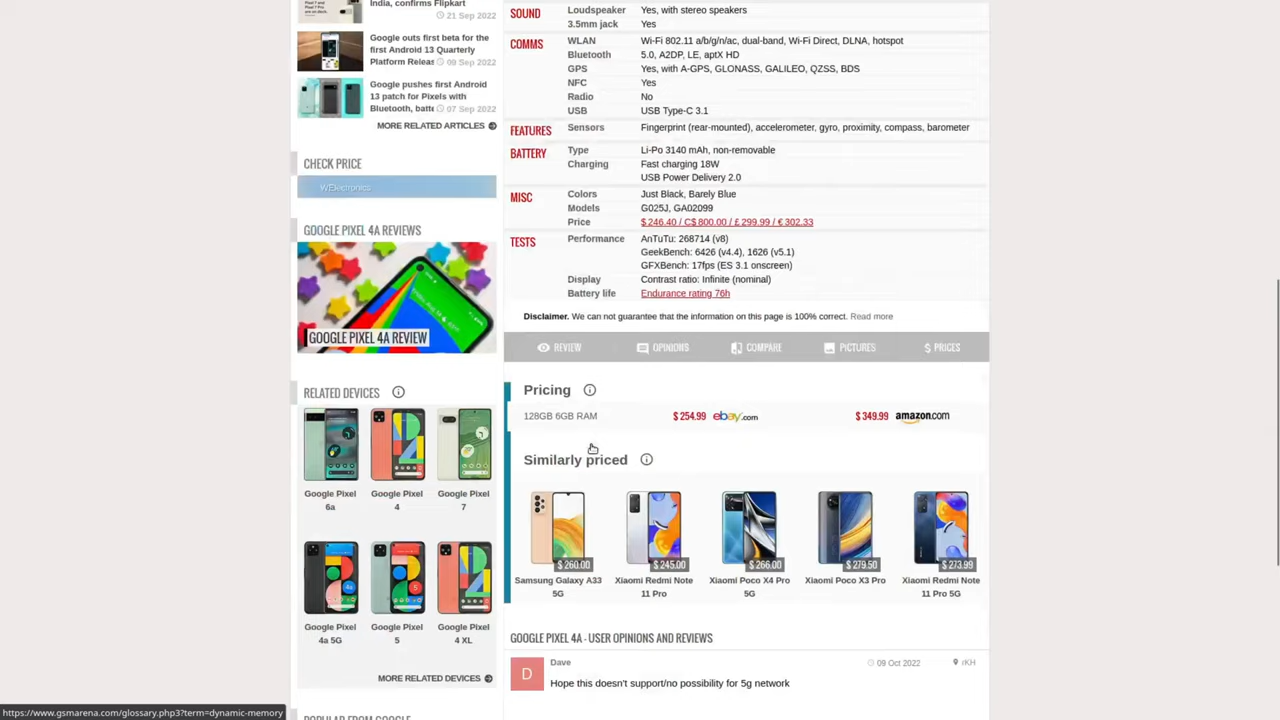 India, confirms Flipkart
21 Sep 2022
Google outs first beta for the
first Android 13 Quarterly
Platform Releas
09 Sep 2022
Google pushes first Android
13 patch for Pixels with
Bluetooth, batte
07 Sep 2022
MORE RELATED ARTICLES
CHECK PRICE
WElectronics
GOOGLE PIXEL 4A REVIEWS
GOOGLE PIXEL 4A REVIEW
RELATED DEVICES
Google Pixel
6a
Google Pixel
4
Google Pixel
7
Google Pixel
4a 5G
Google Pixel
5
Google Pixel
4 XL
MORE RELATED DEVICES
POPULAR FROM GOOGLE
SOUND
Loudspeaker Yes, with stereo speakers
3.5mm jack Yes
COMMS
WLAN Wi-Fi 802.11 a/b/g/n/ac, dual-band, Wi-Fi Direct, DLNA, hotspot
Bluetooth 5.0, A2DP, LE, aptX HD
GPS Yes, with A-GPS, GLONASS, GALILEO, QZSS, BDS
NFC Yes
Radio No
USB USB Type-C 3.1
FEATURES
Sensors Fingerprint (rear-mounted), accelerometer, gyro, proximity, compass, barometer
BATTERY
Type Li-Po 3140 mAh, non-removable
Charging Fast charging 18W
USB Power Delivery 2.0
MISC
Colors Just Black, Barely Blue
Models G025J, GA02099
Price $ 246.40 / C$ 800.00 / £ 299.99 / € 302.33
TESTS
Performance AnTuTu: 268714 (v8)
GeekBench: 6426 (v4.4), 1626 (v5.1)
GFXBench: 17fps (ES 3.1 onscreen)
Display Contrast ratio: Infinite (nominal)
Battery life Endurance rating 76h
Disclaimer. We can not guarantee that the information on this page is 100% correct. Read more
REVIEW OPINIONS COMPARE PICTURES $ PRICES
Pricing
128GB 6GB RAM $ 254.99 ebay.com $ 349.99 amazon.com
Similarly priced
$ 260.00
Samsung Galaxy A33
5G
$ 245.00
Xiaomi Redmi Note
11 Pro
$ 266.00
Xiaomi Poco X4 Pro
5G
$ 279.50
Xiaomi Poco X3 Pro
$ 273.99
Xiaomi Redmi Note
11 Pro 5G
GOOGLE PIXEL 4A - USER OPINIONS AND REVIEWS
D
Dave
09 Oct 2022
rKH
Hope this doesn't support/no possibility for 5g network
https://www.gsmarena.com/glossary.php3?term=dynamic-memory